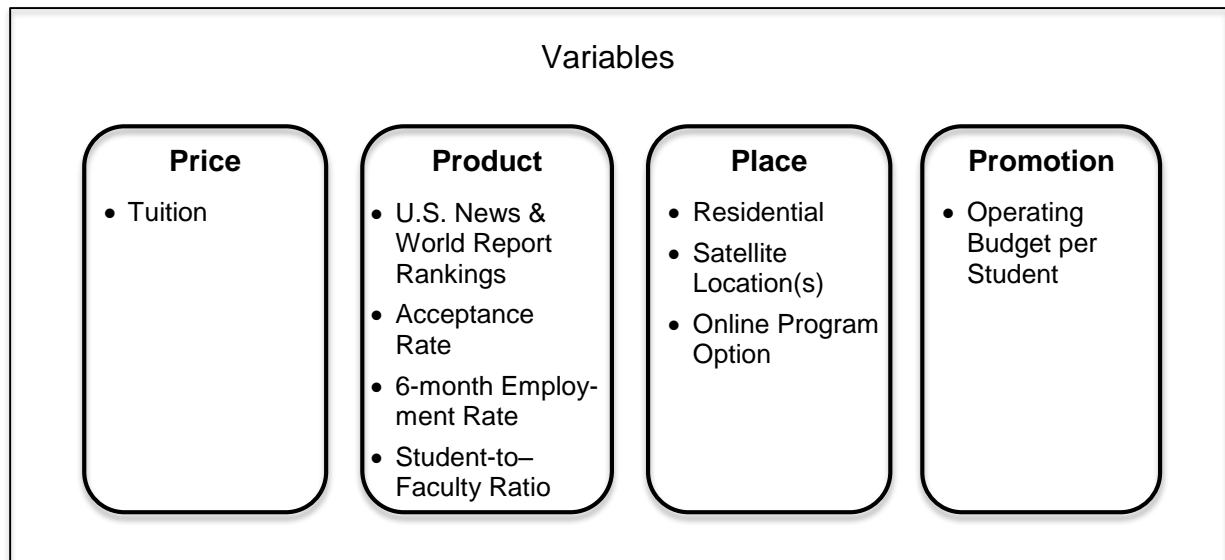 Variables
Price
• Tuition
Product
• U.S. News &
World Report
Rankings
• Acceptance
Rate
• 6-month Employ-
ment Rate
• Student-to–
Faculty Ratio
Place
• Residential
• Satellite
Location(s)
• Online Program
Option
Promotion
• Operating
Budget per
Student